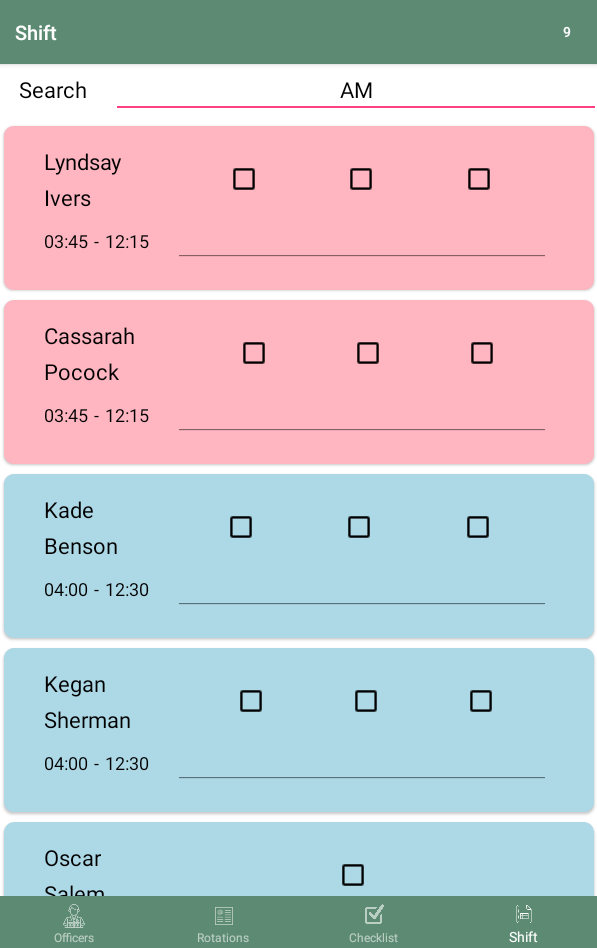 Shift 9
Search AM
Lyndsay
Ivers
03:45 - 12:15
Cassarah
Pocock
03:45 - 12:15
Kade
Benson
04:00 - 12:30
Kegan
Sherman
04:00 - 12:30
Oscar
Salem
Officers Rotations Checklist Shift